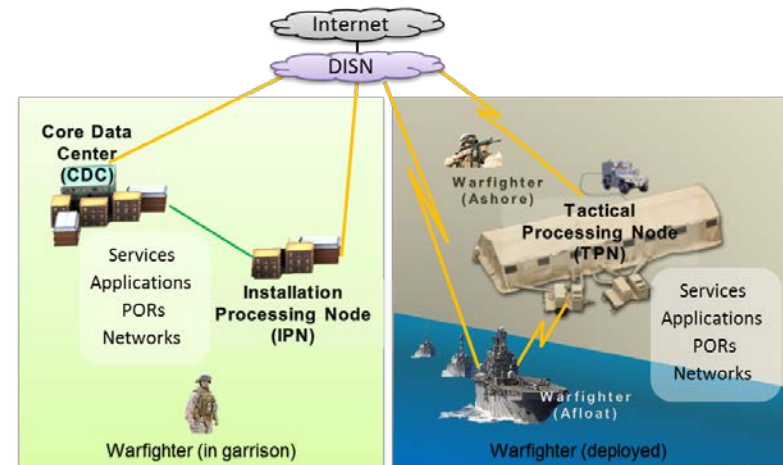 Internet
DISN
Core Data
Center
(CDC)
Services
Applications
PORs
Networks
Installation
Processing Node
(IPN)
Warfighter (in garrison)
Warfighter
(Ashore)
Tactical
Processing Node
(TPN)
Services
Applications
PORs
Networks
Warfighter
(Afloat)
Warfighter (deployed)